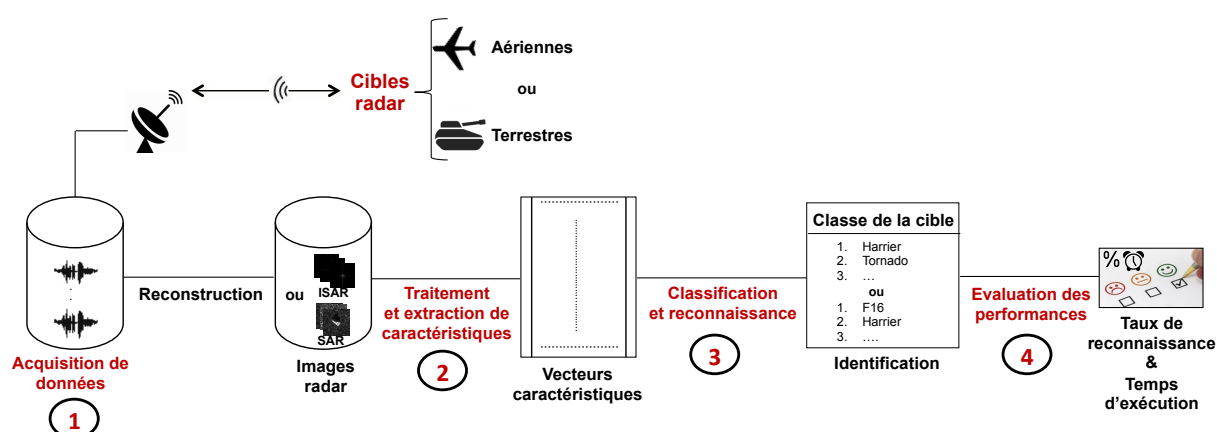 Cibles
radar
Aériennes
ou
Terrestres
Acquisition de
données
1
Reconstruction
ou
ISAR
SAR
Images
radar
Traitement
et extraction de
caractéristiques
2
Vecteurs
caractéristiques
Classification
et reconnaissance
3
Classe de la cible
1. Harrier
2. Tornado
3. ...
ou
1. F16
2. Harrier
3. ....
Identification
Evaluation des
performances
4
%
Taux de
reconnaissance
&
Temps
d'exécution